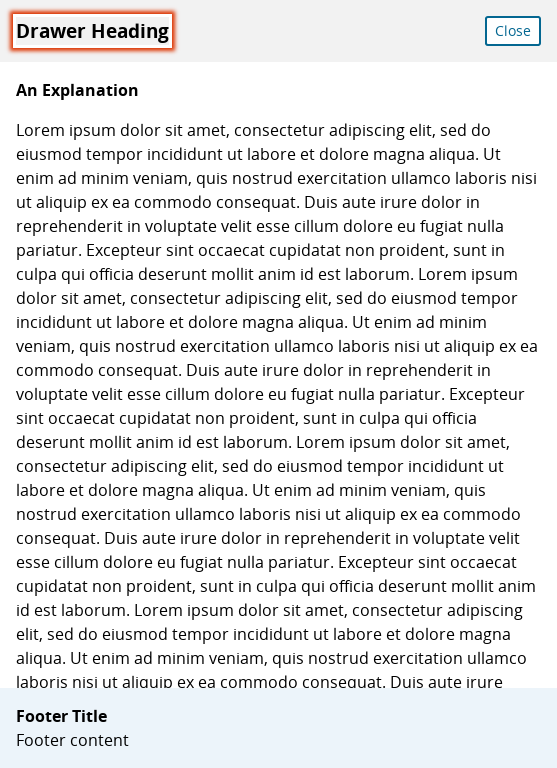 Drawer Heading
Close
An Explanation
Lorem ipsum dolor sit amet, consectetur adipiscing elit, sed do
eiusmod tempor incididunt ut labore et dolore magna aliqua. Ut
enim ad minim veniam, quis nostrud exercitation ullamco laboris nisi
ut aliquip ex ea commodo consequat. Duis aute irure dolor in
reprehenderit in voluptate velit esse cillum dolore eu fugiat nulla
pariatur. Excepteur sint occaecat cupidatat non proident, sunt in
culpa qui officia deserunt mollit anim id est laborum. Lorem ipsum
dolor sit amet, consectetur adipiscing elit, sed do eiusmod tempor
incididunt ut labore et dolore magna aliqua. Ut enim ad minim
veniam, quis nostrud exercitation ullamco laboris nisi ut aliquip ex ea
commodo consequat. Duis aute irure dolor in reprehenderit in
voluptate velit esse cillum dolore eu fugiat nulla pariatur. Excepteur
sint occaecat cupidatat non proident, sunt in culpa qui officia
deserunt mollit anim id est laborum. Lorem ipsum dolor sit amet,
consectetur adipiscing elit, sed do eiusmod tempor incididunt ut
labore et dolore magna aliqua. Ut enim ad minim veniam, quis
nostrud exercitation ullamco laboris nisi ut aliquip ex ea commodo
consequat. Duis aute irure dolor in reprehenderit in voluptate velit
esse cillum dolore eu fugiat nulla pariatur. Excepteur sint occaecat
cupidatat non proident, sunt in culpa qui officia deserunt mollit anim
id est laborum. Lorem ipsum dolor sit amet, consectetur adipiscing
elit, sed do eiusmod tempor incididunt ut labore et dolore magna
aliqua. Ut enim ad minim veniam, quis nostrud exercitation ullamco
laboris nisi ut aliquip ex ea commodo consequat. Duis aute irure
Footer Title
Footer content